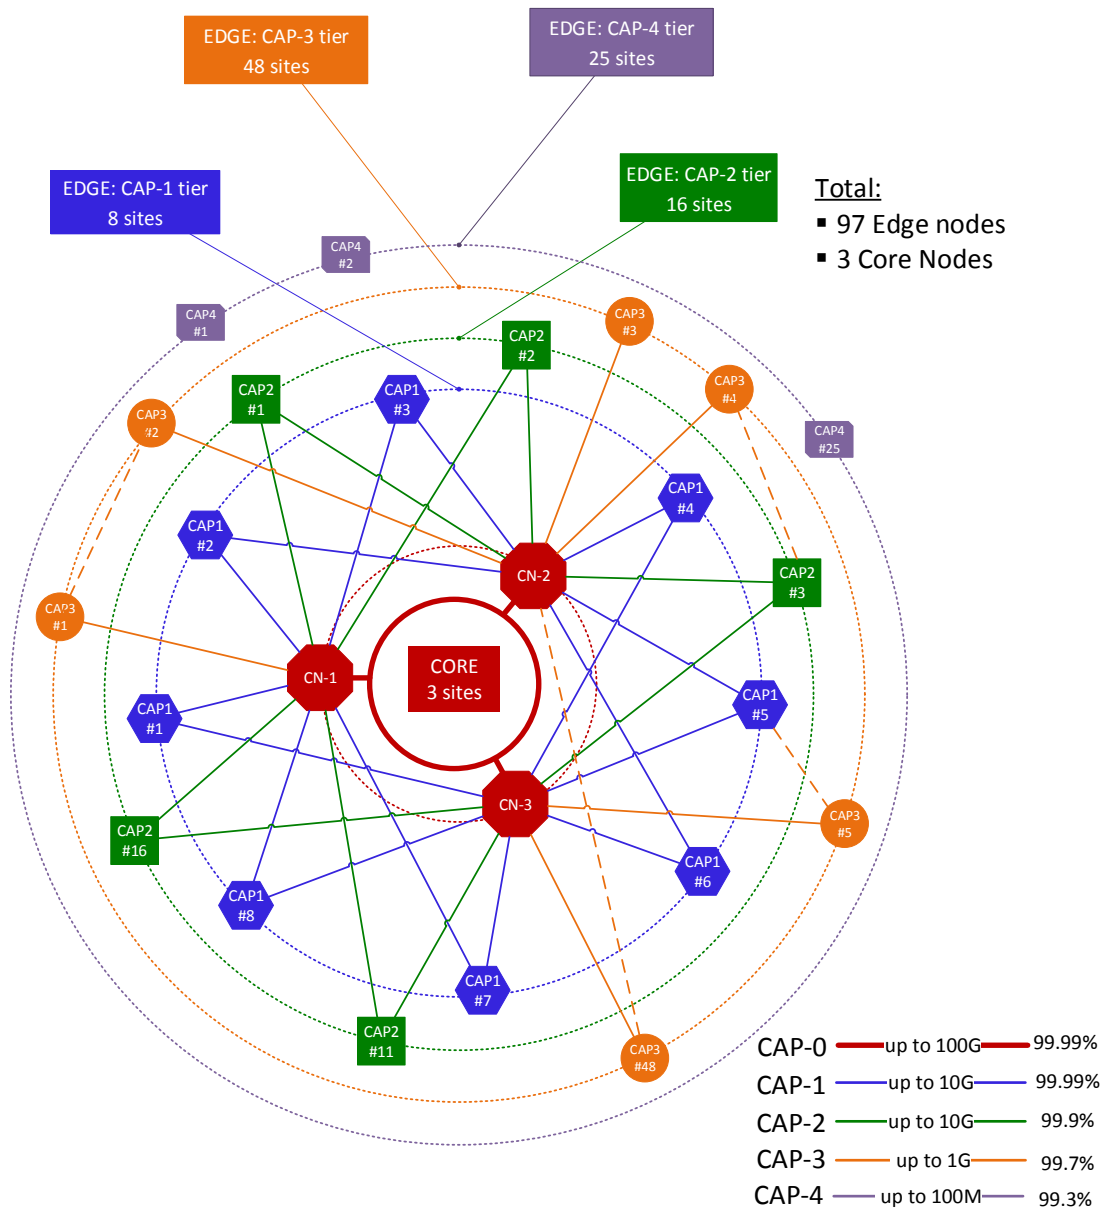 EDGE: CAP-3 tier
48 sites
EDGE: CAP-4 tier
25 sites
EDGE: CAP-1 tier
8 sites
EDGE: CAP-2 tier
16 sites
Total:
▪ 97 Edge nodes
▪ 3 Core Nodes
CAP4
#2
CAP4
#1
CAP3
#3
CAP2
#2
CAP3
#4
CAP2
#1
CAP1
#3
CAP3
#2
CAP4
#25
CAP1
#4
CAP1
#2
CN-2
CAP2
#3
CAP3
#1
CN-1
CORE
3 sites
CAP1
#1
CAP1
#5
CN-3
CAP3
#5
CAP2
#16
CAP1
#6
CAP1
#8
CAP1
#7
CAP2
#11
CAP3
#48
CAP-0 up to 100G 99.99%
CAP-1 up to 10G 99.99%
CAP-2 up to 10G 99.9%
CAP-3 up to 1G 99.7%
CAP-4 up to 100M 99.3%